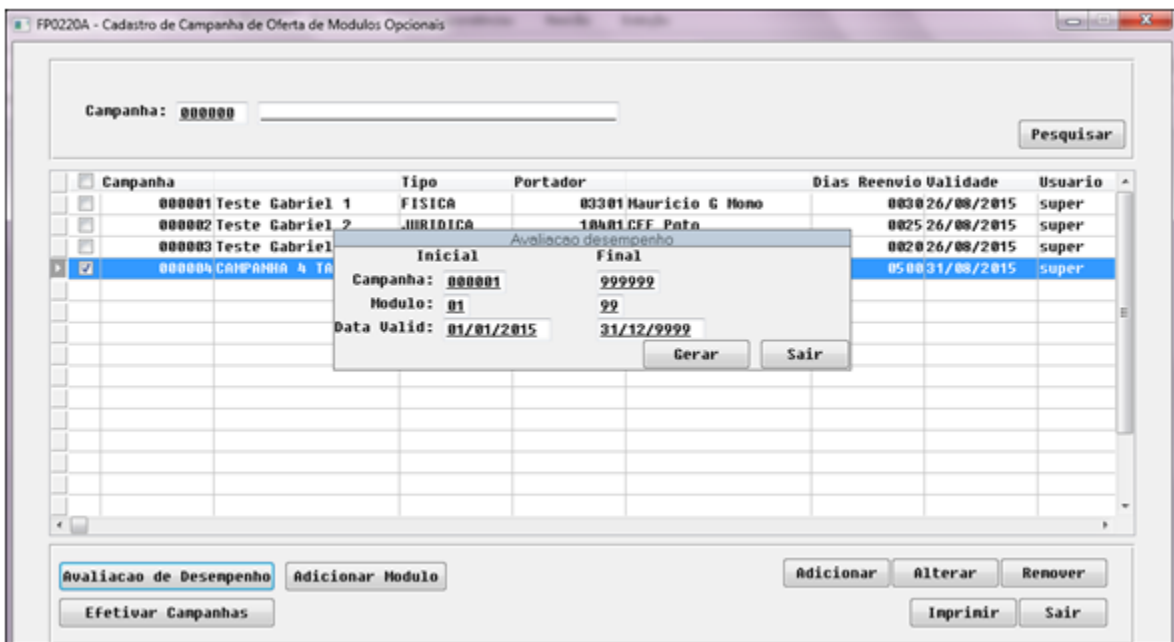 FP0220A - Cadastro de Campanha de Oferta de Modulos Opcionais
Campanha: 000000
Pesquisar
Campanha Tipo Portador Dias Reenvio Validade Usuario
000001 Teste Gabriel 1 FISICA 03301 Mauricio G Momo 0030 26/08/2015 super
000002 Teste Gabriel 2 JURIDICA 10401 CEF Pato 0025 26/08/2015 super
000003 Teste Gabriel 0020 26/08/2015 super
000004 CAMPANHA 4 TA 0500 31/08/2015 super
Avaliacao desempenho
Inicial Final
Campanha: 000001 999999
Modulo: 01 99
Data Valid: 01/01/2015 31/12/9999
Gerar Sair
Avaliacao de Desempenho Adicionar Modulo Adicionar Alterar Remover
Efetivar Campanhas Imprimir Sair